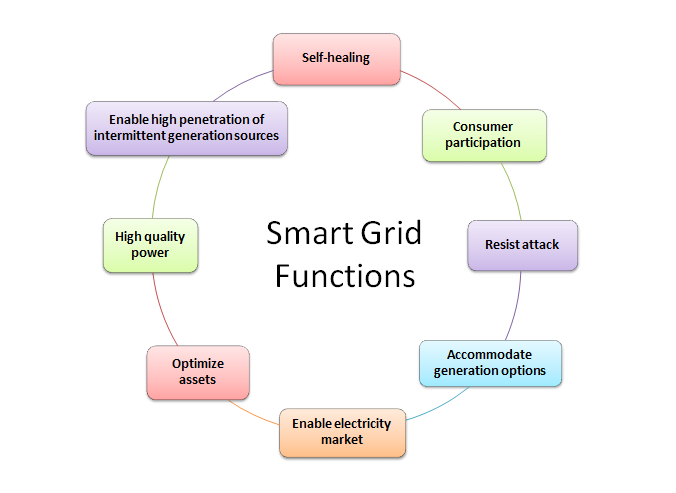 Self-healing
Consumer
participation
Resist attack
Accommodate
generation options
Enable electricity
market
Optimize
assets
High quality
power
Enable high penetration of
intermittent generation sources
Smart Grid
Functions